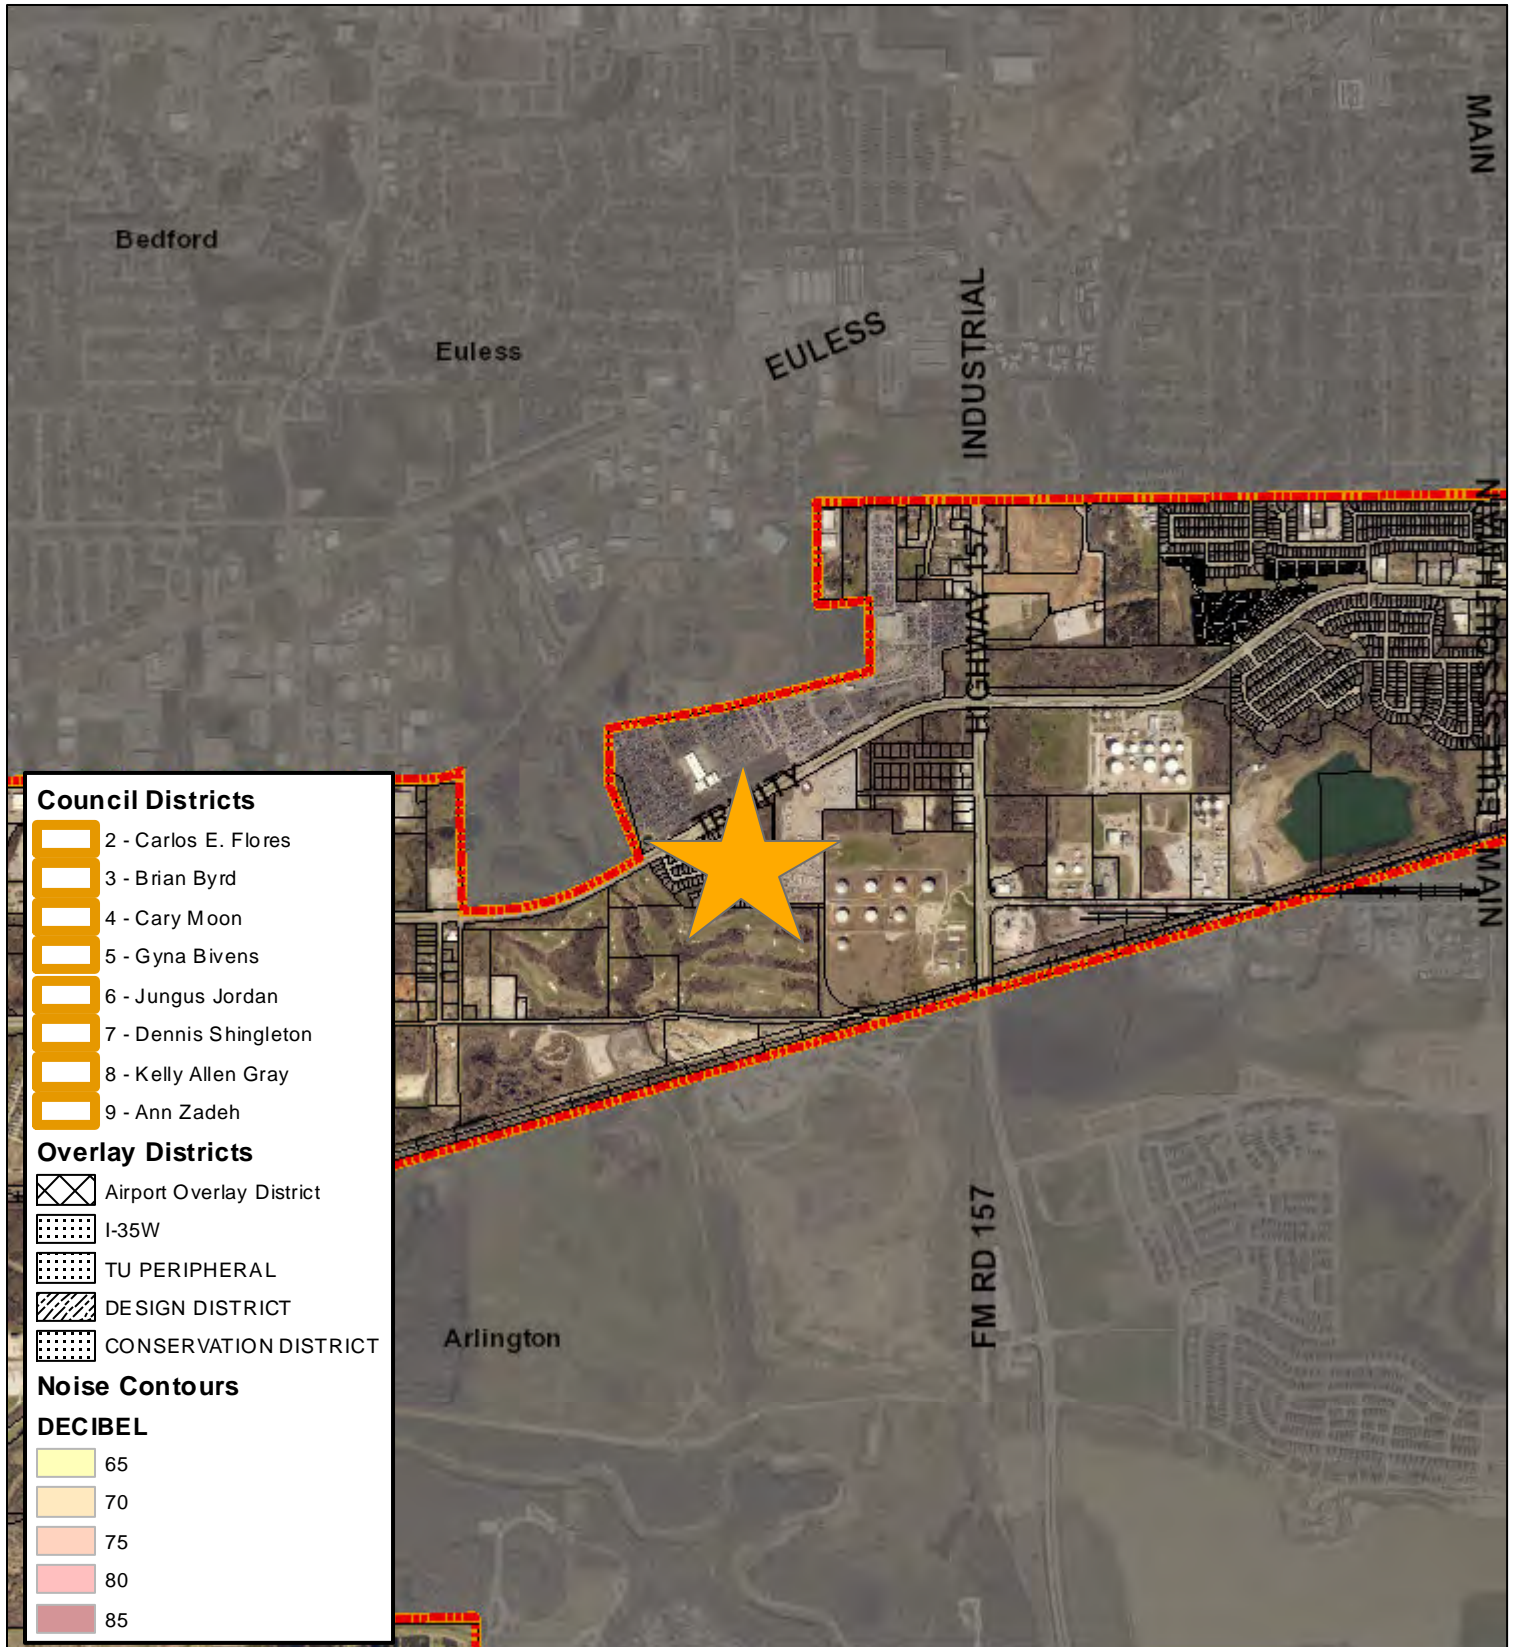 MAIN
Bedford
EULESS
INDUSTRIAL
Euless
HIGHWAY 157
N MAIN
EULESS SOUTH MAIN
Council Districts
2 - Carlos E. Flores
3 - Brian Byrd
4 - Cary Moon
5 - Gyna Bivens
6 - Jungus Jordan
7 - Dennis Shingleton
8 - Kelly Allen Gray
9 - Ann Zadeh
Overlay Districts
Airport Overlay District
I-35W
TU PERIPHERAL
DESIGN DISTRICT
CONSERVATION DISTRICT
Noise Contours
DECIBEL
65
70
75
80
85
FM RD 157
Arlington